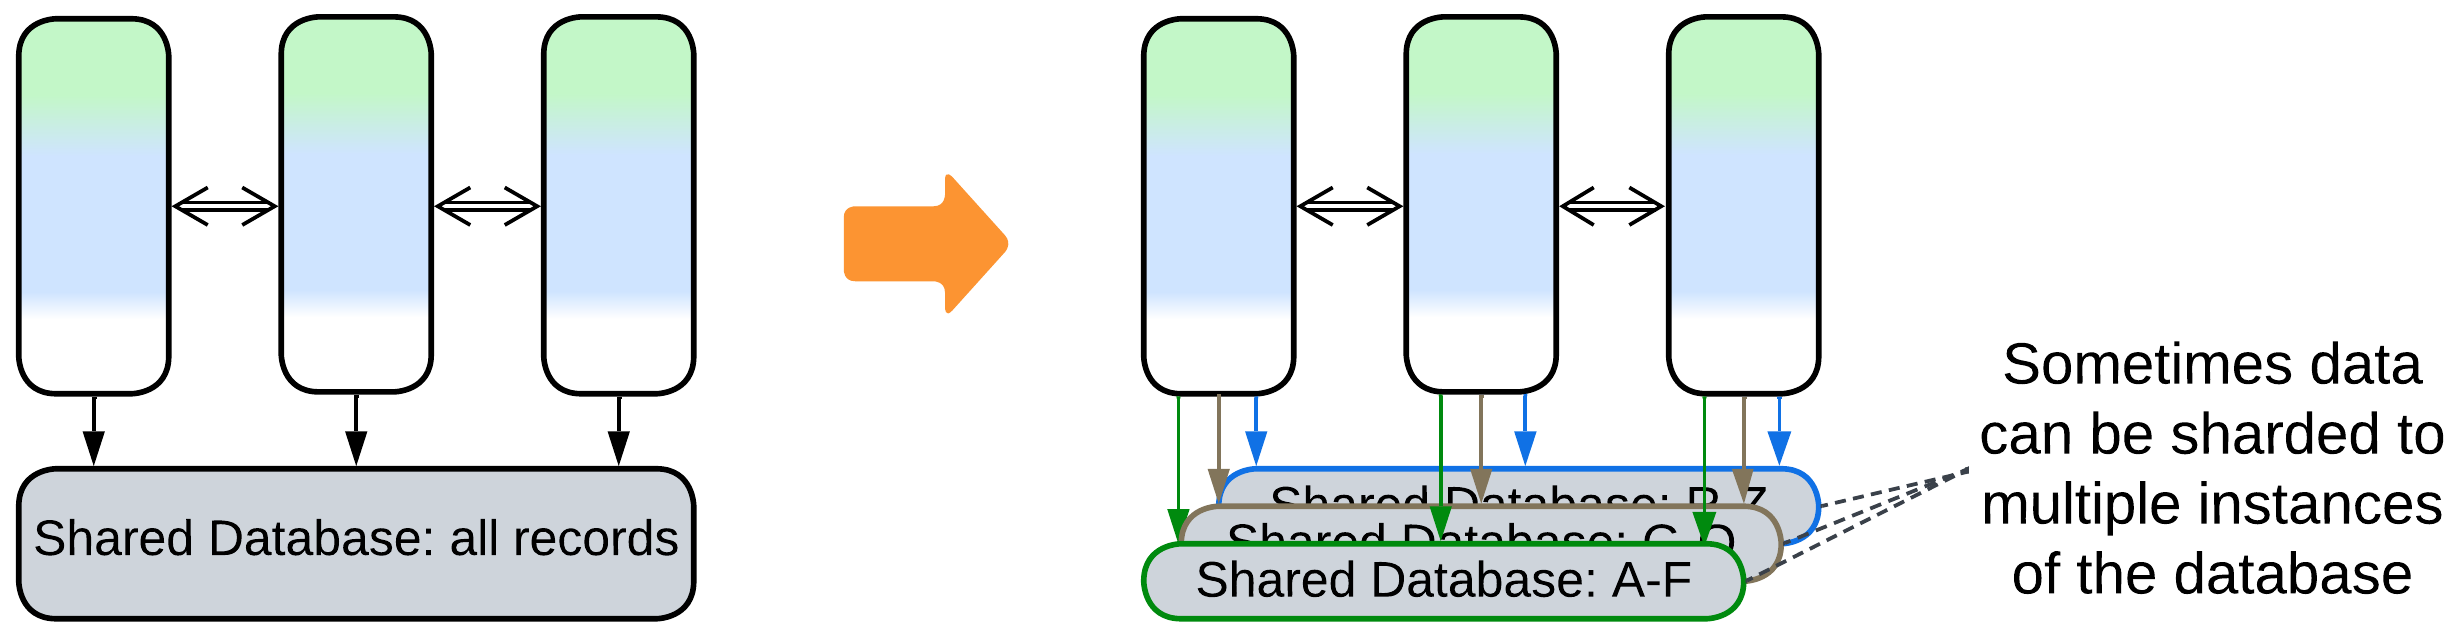 Shared Database: all records
Shared Database:
Shared Database:
Shared Database: A-F
Sometimes data
can be sharded to
multiple instances
of the database